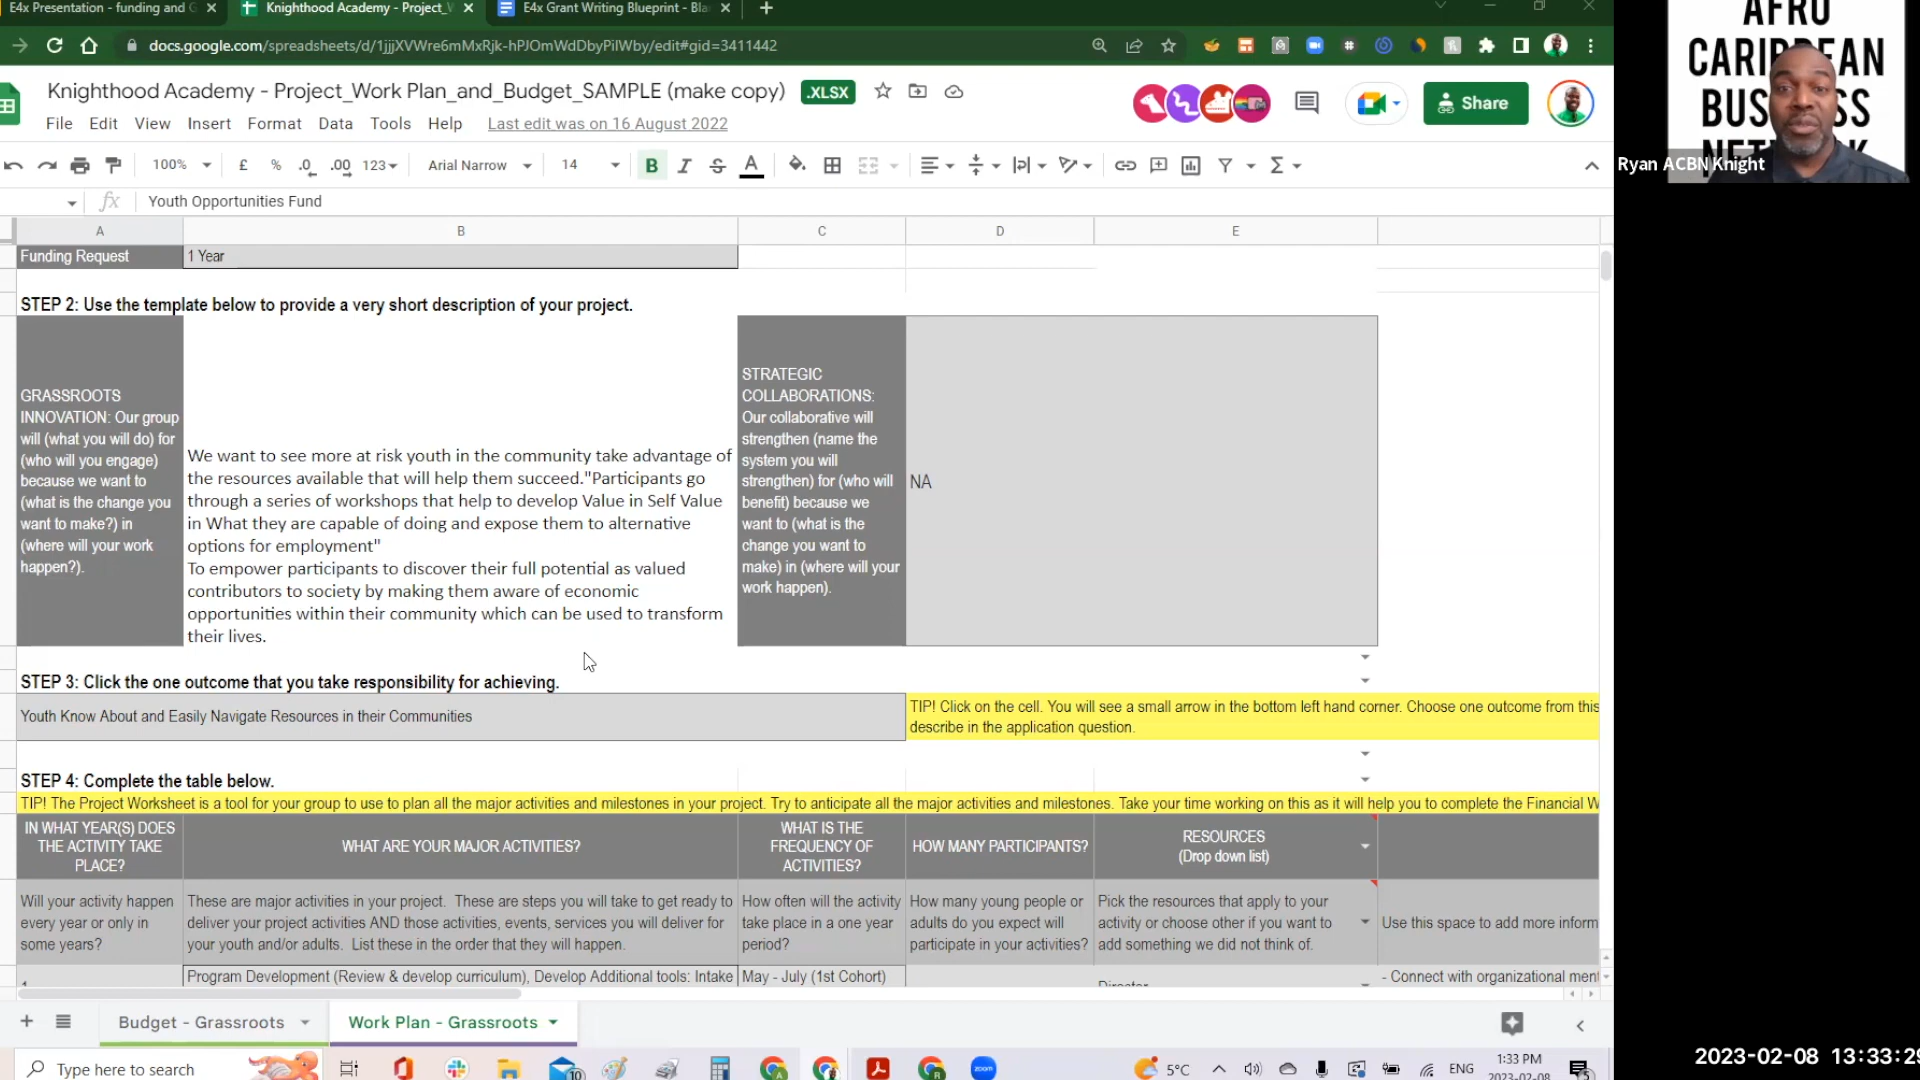 E4x Presentation - funding and G
Knighthood Academy - Project_W
E4x Grant Writing Blueprint - Bla
docs.google.com/spreadsheets/d/1jjjXVWre6mMxRjk-hPJOmWdDbyPilWby/edit#gid=3411442
Knighthood Academy - Project_Work Plan_and_Budget_SAMPLE (make copy)
.XLSX
Share
File Edit View Insert Format Data Tools Help Last edit was on 16 August 2022
100% £ % .0 .00 123 Arial Narrow 14 B I S A
fx Youth Opportunities Fund
A B C D E
Funding Request 1 Year
STEP 2: Use the template below to provide a very short description of your project.
GRASSROOTS
INNOVATION: Our group
will (what you will do) for
(who will you engage)
because we want to
(what is the change you
want to make?) in
(where will your work
happen?).
We want to see more at risk youth in the community take advantage of
the resources available that will help them succeed."Participants go
through a series of workshops that help to develop Value in Self Value
in What they are capable of doing and expose them to alternative
options for employment"
To empower participants to discover their full potential as valued
contributors to society by making them aware of economic
opportunities within their community which can be used to transform
their lives.
STRATEGIC
COLLABORATIONS:
Our collaborative will
strengthen (name the
system you will
strengthen) for (who will
benefit) because we
want to (what is the
change you want to
make) in (where will your
work happen).
NA
STEP 3: Click the one outcome that you take responsibility for achieving.
Youth Know About and Easily Navigate Resources in their Communities
TIP! Click on the cell. You will see a small arrow in the bottom left hand corner. Choose one outcome from this
describe in the application question.
STEP 4: Complete the table below.
TIP! The Project Worksheet is a tool for your group to use to plan all the major activities and milestones in your project. Try to anticipate all the major activities and milestones. Take your time working on this as it will help you to complete the Financial W
IN WHAT YEAR(S) DOES
THE ACTIVITY TAKE
PLACE?
WHAT ARE YOUR MAJOR ACTIVITIES?
WHAT IS THE
FREQUENCY OF
ACTIVITIES?
HOW MANY PARTICIPANTS?
RESOURCES
(Drop down list)
Will your activity happen
every year or only in
some years?
These are major activities in your project. These are steps you will take to get ready to
deliver your project activities AND those activities, events, services you will deliver for
your youth and/or adults. List these in the order that they will happen.
How often will the activity
take place in a one year
period?
How many young people or
adults do you expect will
participate in your activities?
Pick the resources that apply to your
activity or choose other if you want to
add something we did not think of.
Use this space to add more inform
Program Development (Review & develop curriculum), Develop Additional tools: Intake
May - July (1st Cohort)
Director
- Connect with organizational ment
Budget - Grassroots
Work Plan - Grassroots
Type here to search
10
zoom
5°C
ENG
1:33 PM
2023-02-08
5
AFRO
CARIBBEAN
BUSINESS
NETWORK
Ryan ACBN Knight
2023-02-08 13:33:29